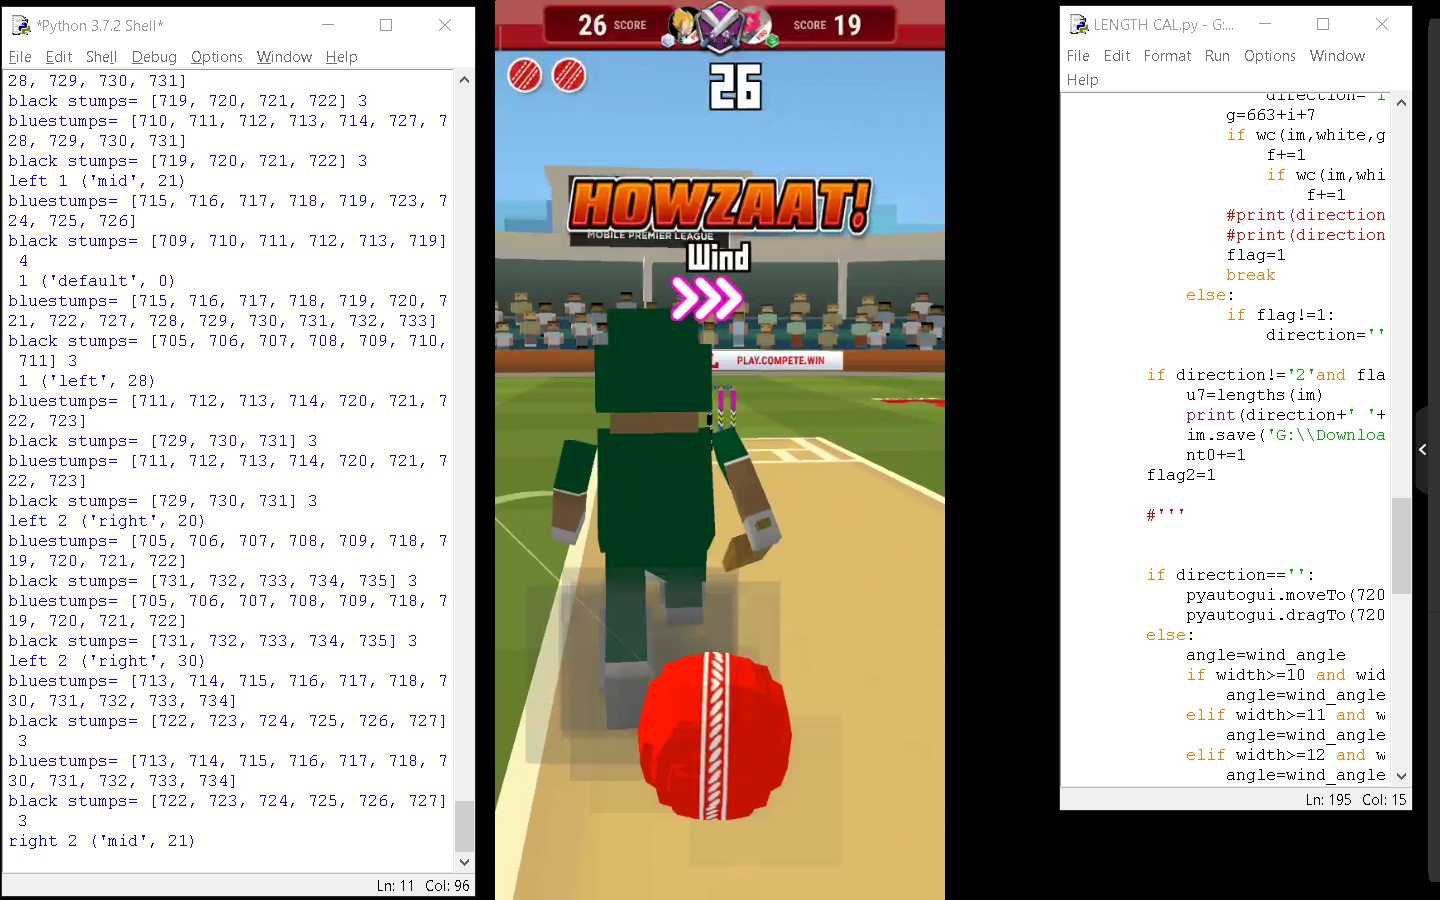 *Python 3.7.2 Shell*
File Edit Shell Debug Options Window Help
28, 729, 730, 731]
black stumps= [719, 720, 721, 722] 3
bluestumps= [710, 711, 712, 713, 714, 727, 7
28, 729, 730, 731]
black stumps= [719, 720, 721, 722] 3
left 1 ('mid', 21)
bluestumps= [715, 716, 717, 718, 719, 723, 7
24, 725, 726]
black stumps= [709, 710, 711, 712, 713, 719]
4
1 ('default', 0)
bluestumps= [715, 716, 717, 718, 719, 720, 7
21, 722, 727, 728, 729, 730, 731, 732, 733]
black stumps= [705, 706, 707, 708, 709, 710,
711] 3
1 ('left', 28)
bluestumps= [711, 712, 713, 714, 720, 721, 7
22, 723]
black stumps= [729, 730, 731] 3
bluestumps= [711, 712, 713, 714, 720, 721, 7
22, 723]
black stumps= [729, 730, 731] 3
left 2 ('right', 20)
bluestumps= [705, 706, 707, 708, 709, 718, 7
19, 720, 721, 722]
black stumps= [731, 732, 733, 734, 735] 3
bluestumps= [705, 706, 707, 708, 709, 718, 7
19, 720, 721, 722]
black stumps= [731, 732, 733, 734, 735] 3
left 2 ('right', 30)
bluestumps= [713, 714, 715, 716, 717, 718, 7
30, 731, 732, 733, 734]
black stumps= [722, 723, 724, 725, 726, 727]
3
bluestumps= [713, 714, 715, 716, 717, 718, 7
30, 731, 732, 733, 734]
black stumps= [722, 723, 724, 725, 726, 727]
3
right 2 ('mid', 21)
Ln: 11 Col: 96
26 SCORE SCORE 19
26
HOWZAAT!
MOBILE PREMIER LEAGUE
Wind
PLAY.COMPETE.WIN
LENGTH CAL.py - G:...
File Edit Format Run Options Window
Help
direction='i
g=663+i+7
if wc(im,white,g
f+=1
if wc(im,whi
f+=1
#print(direction
#print(direction
flag=1
break
else:
if flag!=1:
direction=''
if direction!='2'and fla
u7=lengths(im)
print(direction+' '+
im.save('G:\\Downloa
nt0+=1
flag2=1
#'''
if direction=='':
pyautogui.moveTo(720
pyautogui.dragTo(720
else:
angle=wind_angle
if width>=10 and wid
angle=wind_angle
elif width>=11 and w
angle=wind_angle
elif width>=12 and w
angle=wind_angle
Ln: 195 Col: 15